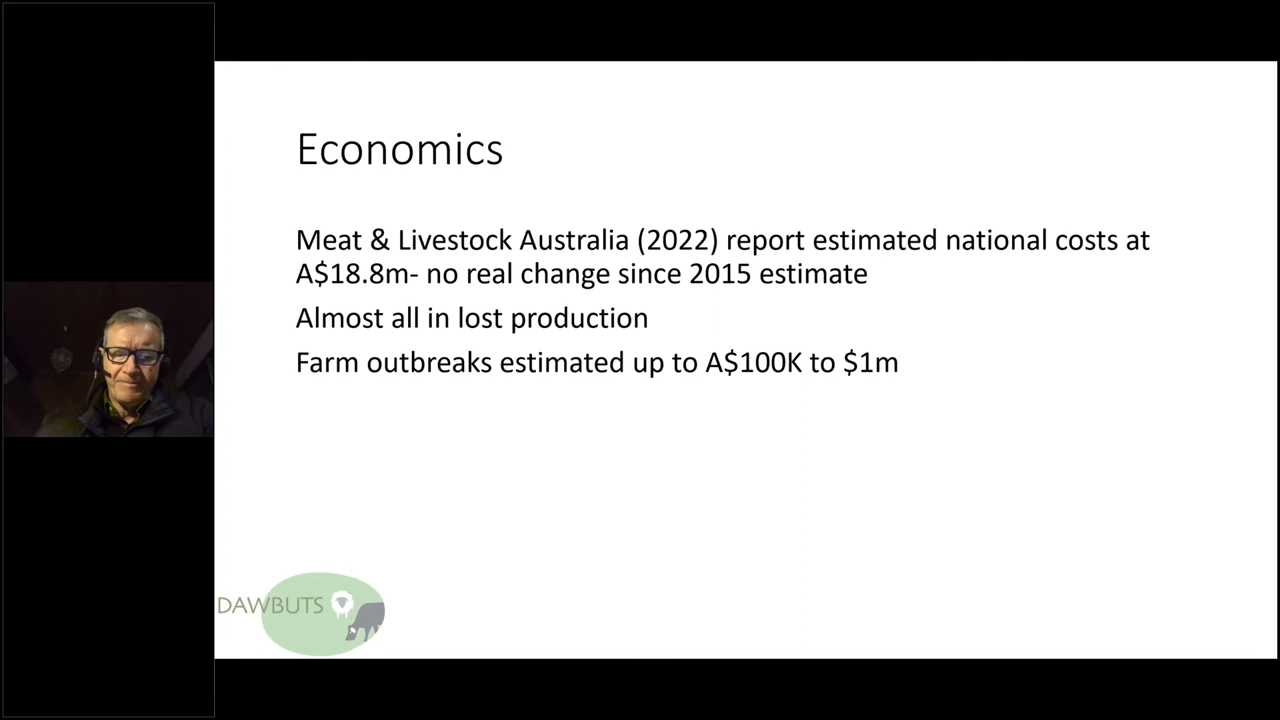 Economics
Meat & Livestock Australia (2022) report estimated national costs at
A$18.8m- no real change since 2015 estimate
Almost all in lost production
Farm outbreaks estimated up to A$100K to $1m
DAWBUTS